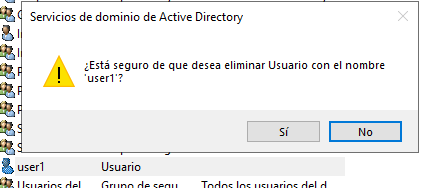 Servicios de dominio de Active Directory
¿Está seguro de que desea eliminar Usuario con el nombre
'user1'?
Sí
No
user1 Usuario
Usuarios del Grupo de segu... Todos los usuarios del d